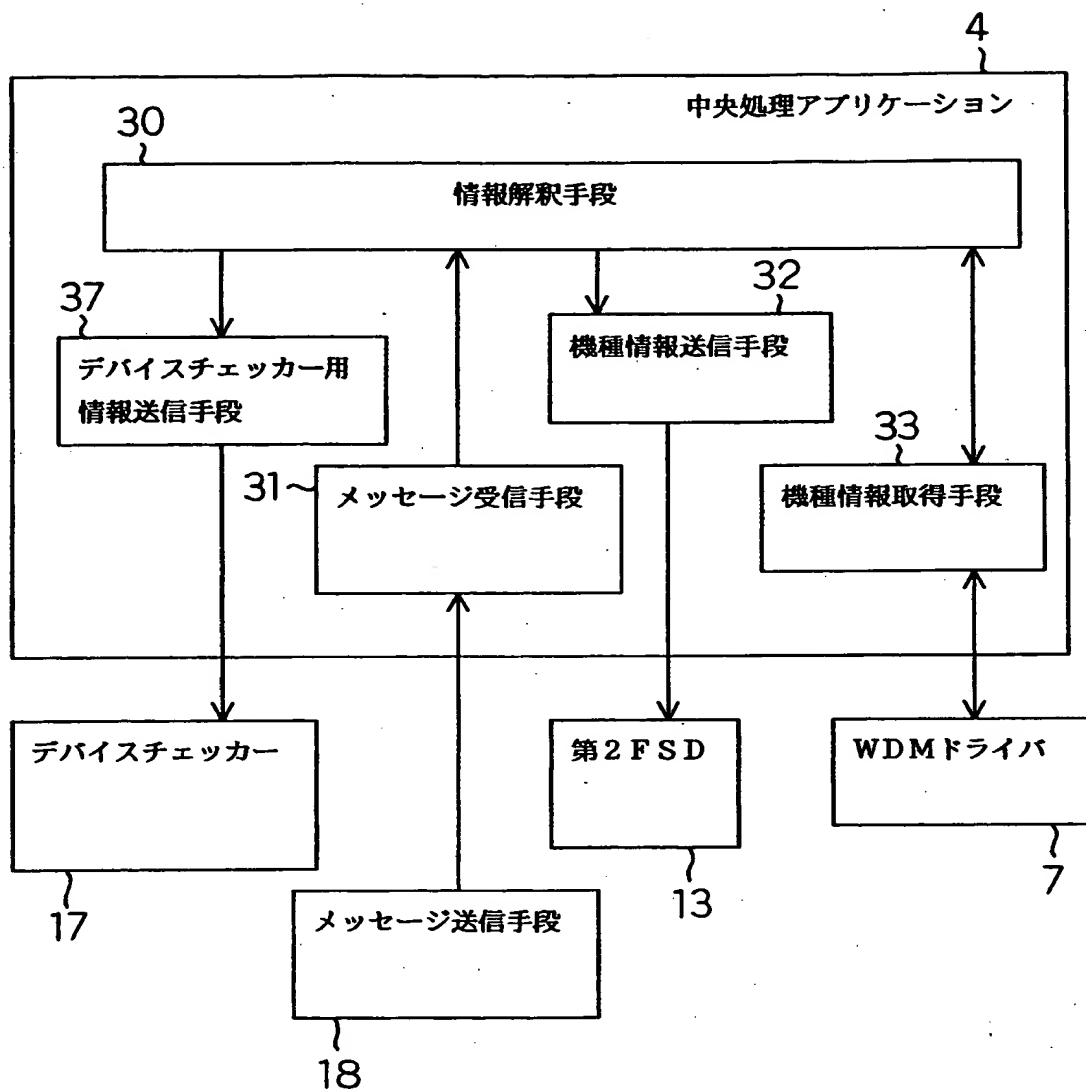 4
中央処理アプリケーション
30
情報解釈手段
37
デバイスチェッカー用
情報送信手段
32
機種情報送信手段
31
メッセージ受信手段
33
機種情報取得手段
デバイスチェッカー
17
メッセージ送信手段
18
第2FSD
13
WDMドライバ
7